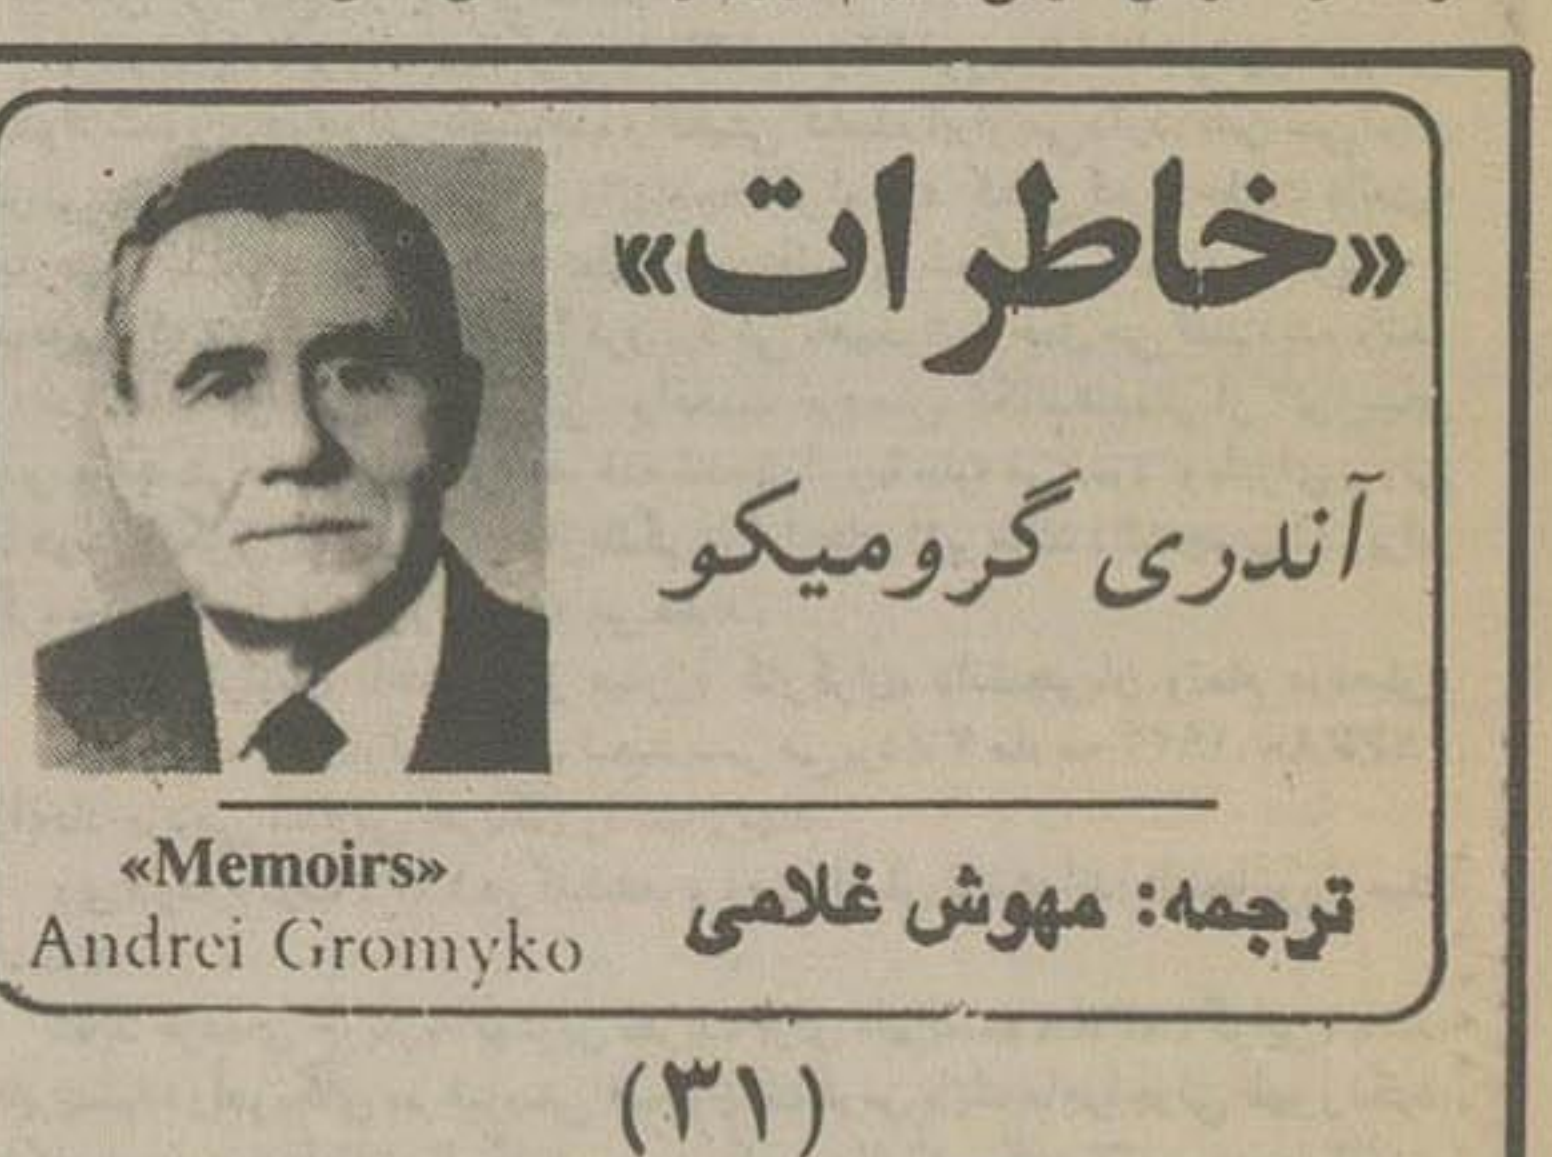 «خاطرات»
آندری گرومیکو
ترجمه: مهوش غلامی
«Memoirs»
Andrei Gromyko
(۳۱)